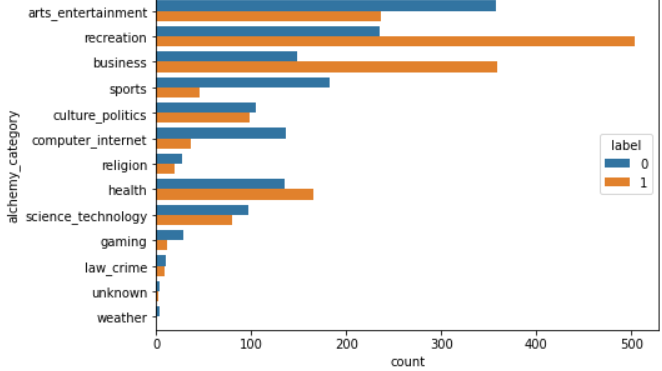 arts_entertainment
recreation
business
sports
culture_politics
computer_internet
religion
health
science_technology
gaming
law_crime
unknown
weather
alchemy_category
0 100 200 300 400 500
count
label
0
1